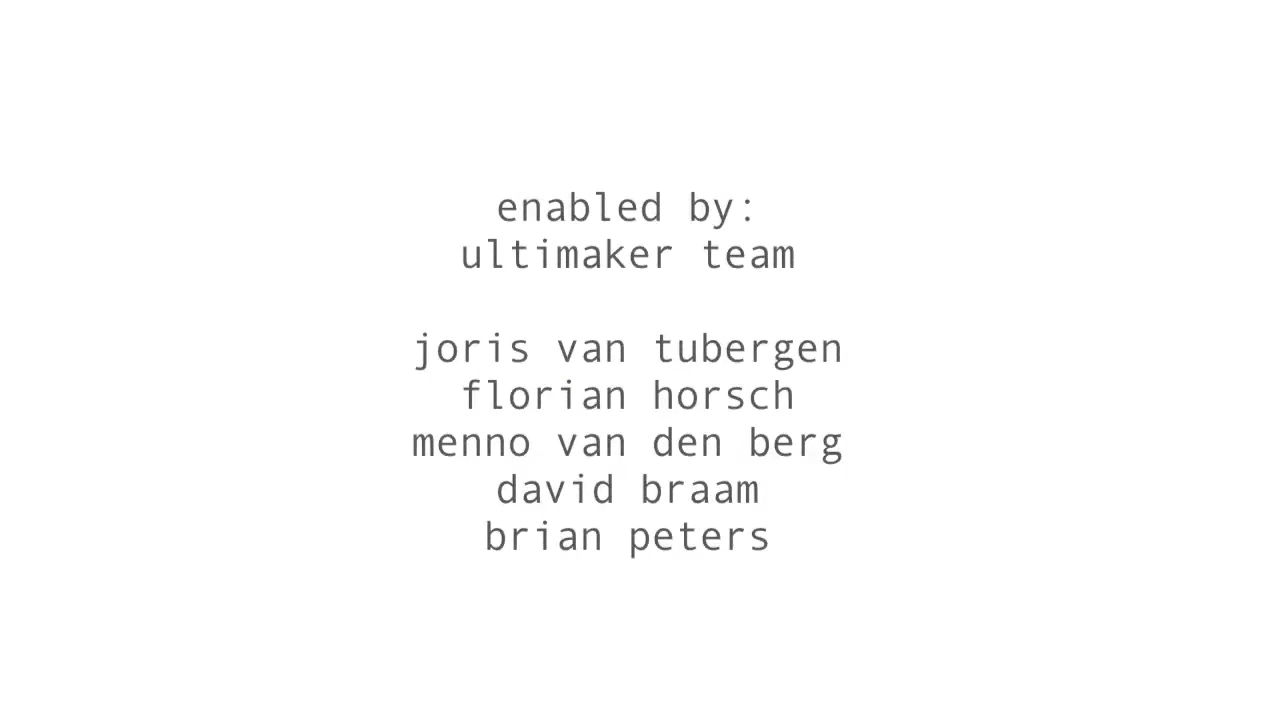 enabled by:
ultimaker team
joris van tubergen
florian horsch
menno van den berg
david braam
brian peters